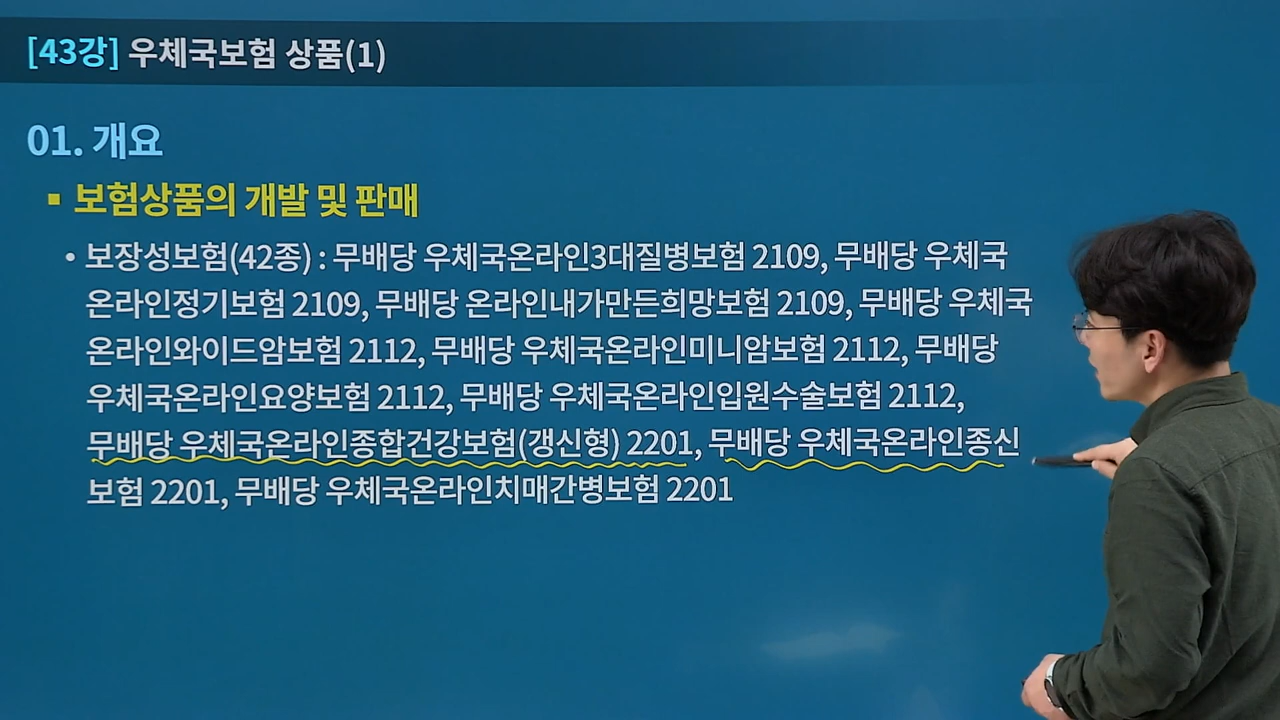 [43강] 우체국보험 상품(1)
01. 개요
▪ 보험상품의 개발 및 판매
• 보장성보험(42종) : 무배당 우체국온라인3대질병보험 2109, 무배당 우체국
온라인정기보험 2109, 무배당 온라인내가만든희망보험 2109, 무배당 우체국
온라인와이드암보험 2112, 무배당 우체국온라인미니암보험 2112, 무배당
우체국온라인요양보험 2112, 무배당 우체국온라인입원수술보험 2112,
무배당 우체국온라인종합건강보험(갱신형) 2201, 무배당 우체국온라인종신
보험 2201, 무배당 우체국온라인치매간병보험 2201